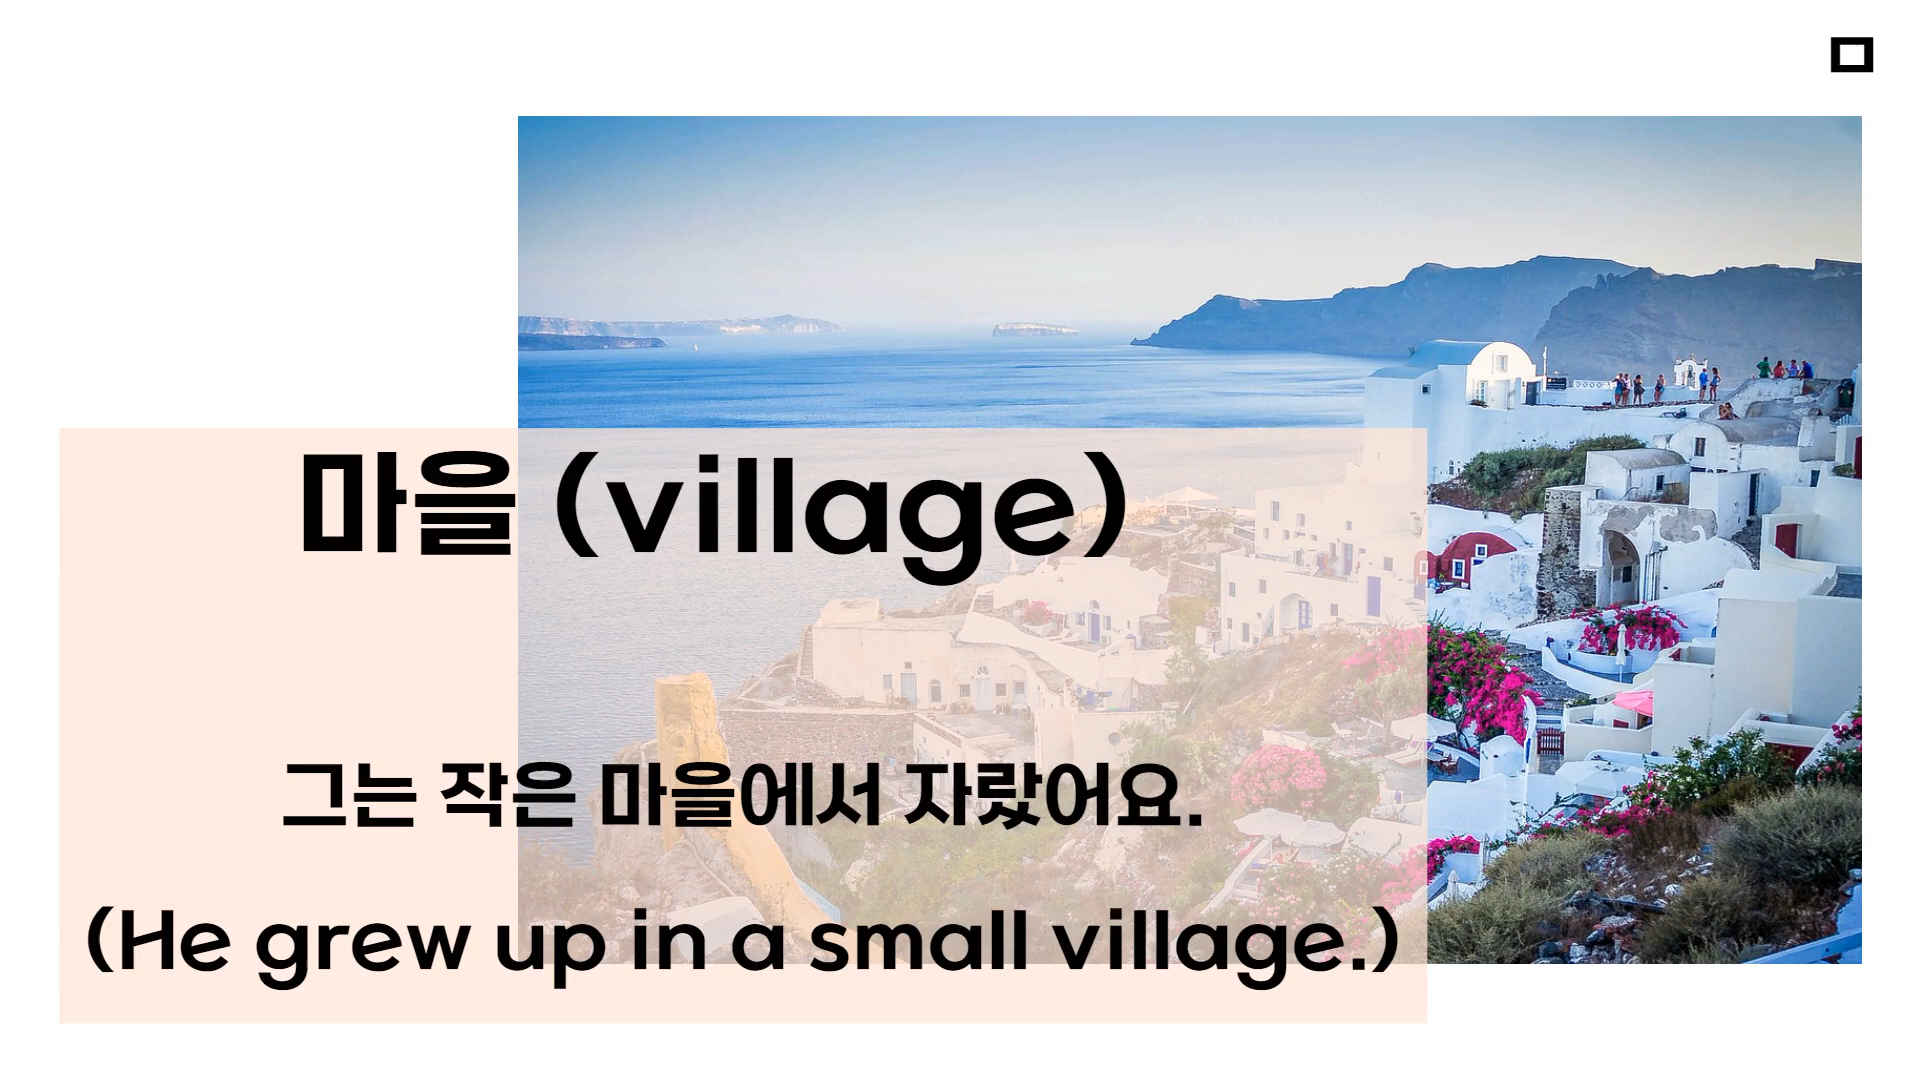 ㅁ
마을 (village)
그는 작은 마을에서 자랐어요.
(He grew up in a small village.)